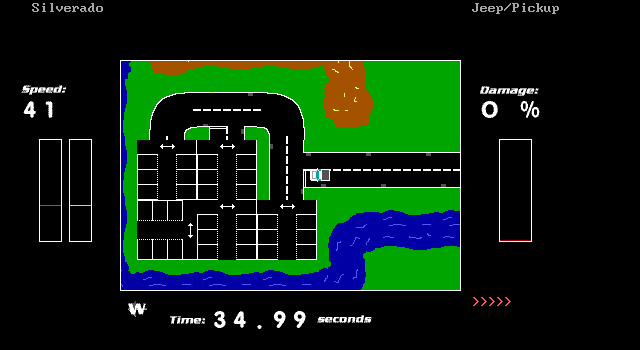 Silverado
Jeep/Pickup
Speed:
41
Damage:
0 %
W
Time: 34.99 seconds
>>>>>